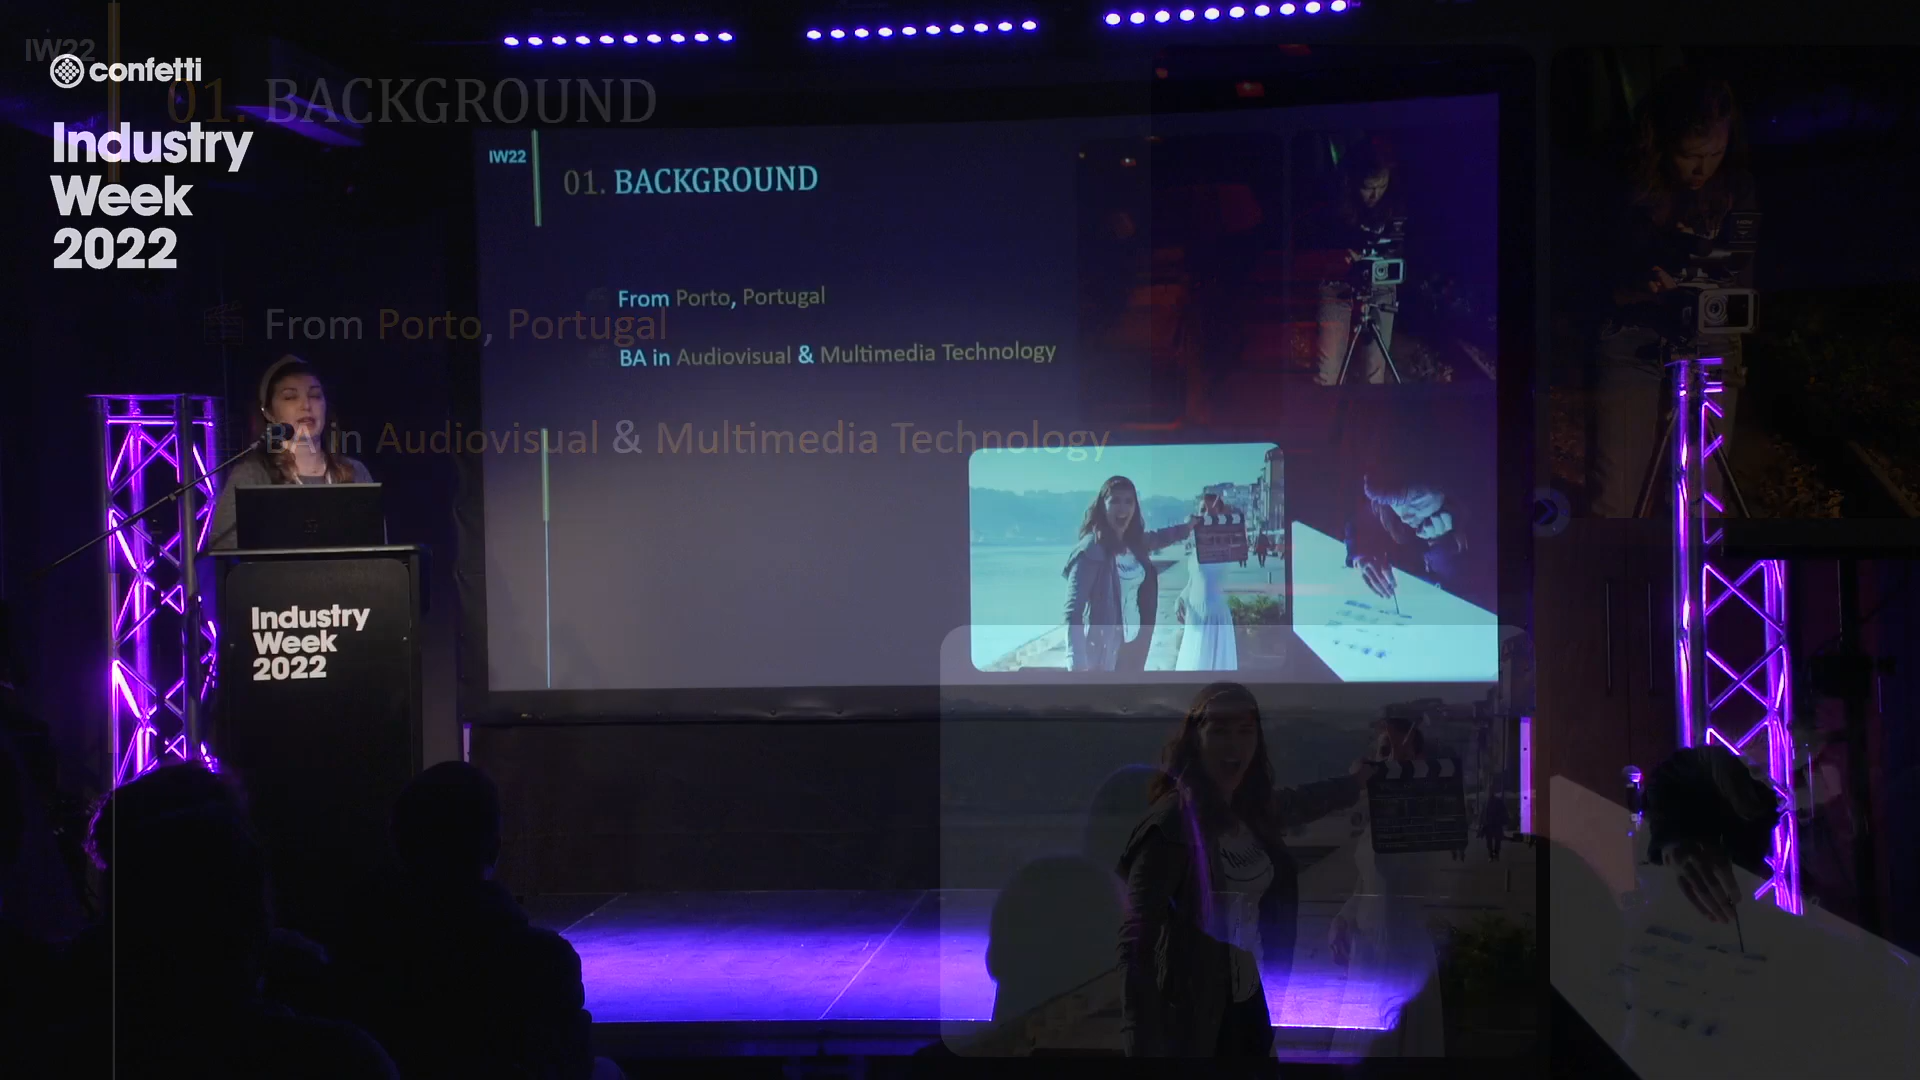 IW22
confetti
Industry
Week
2022
01. BACKGROUND
From Porto, Portugal
BA in Audiovisual & Multimedia Technology
IW22
01. BACKGROUND
From Porto, Portugal
BA in Audiovisual & Multimedia Technology
Industry
Week
2022